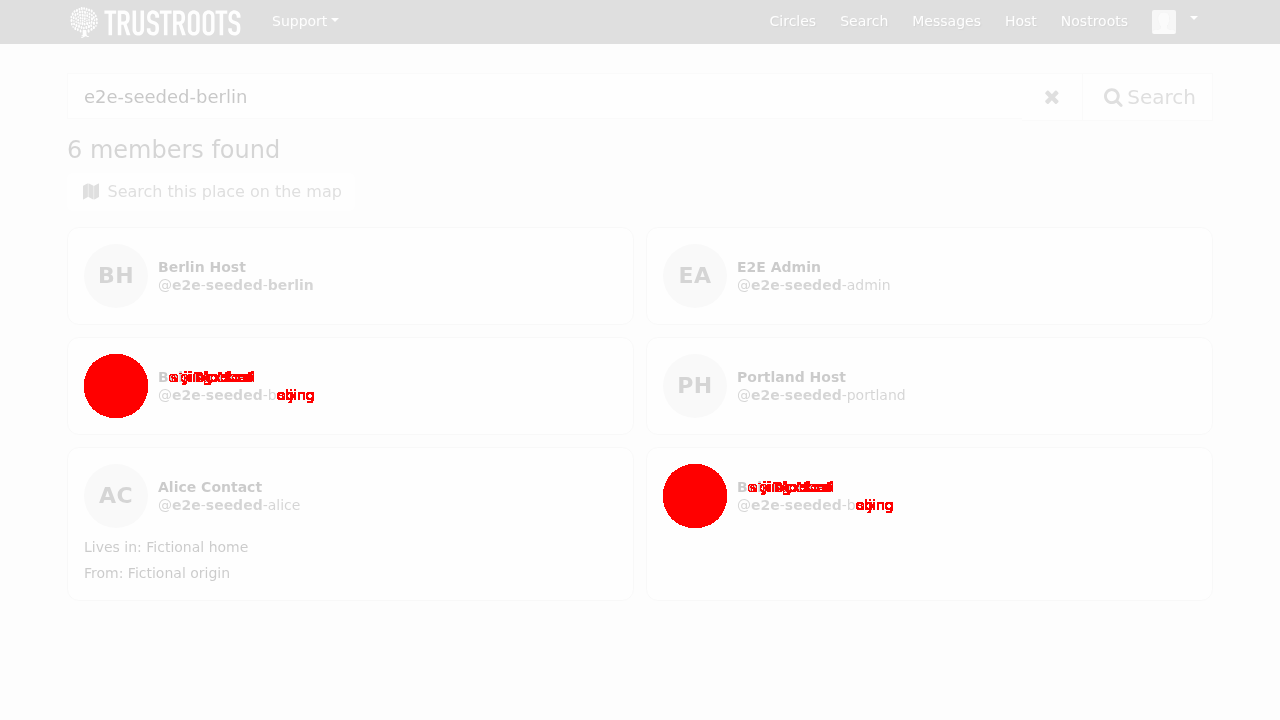 TRUSTROOTS Support Circles Search Messages Host Nostroots
e2e-seeded-berlin Search
6 members found
Search this place on the map
BH Berlin Host
@e2e-seeded-berlin
EA E2E Admin
@e2e-seeded-admin
@e2e-seeded-
PH Portland Host
@e2e-seeded-portland
AC Alice Contact
@e2e-seeded-alice
Lives in: Fictional home
From: Fictional origin
@e2e-seeded-